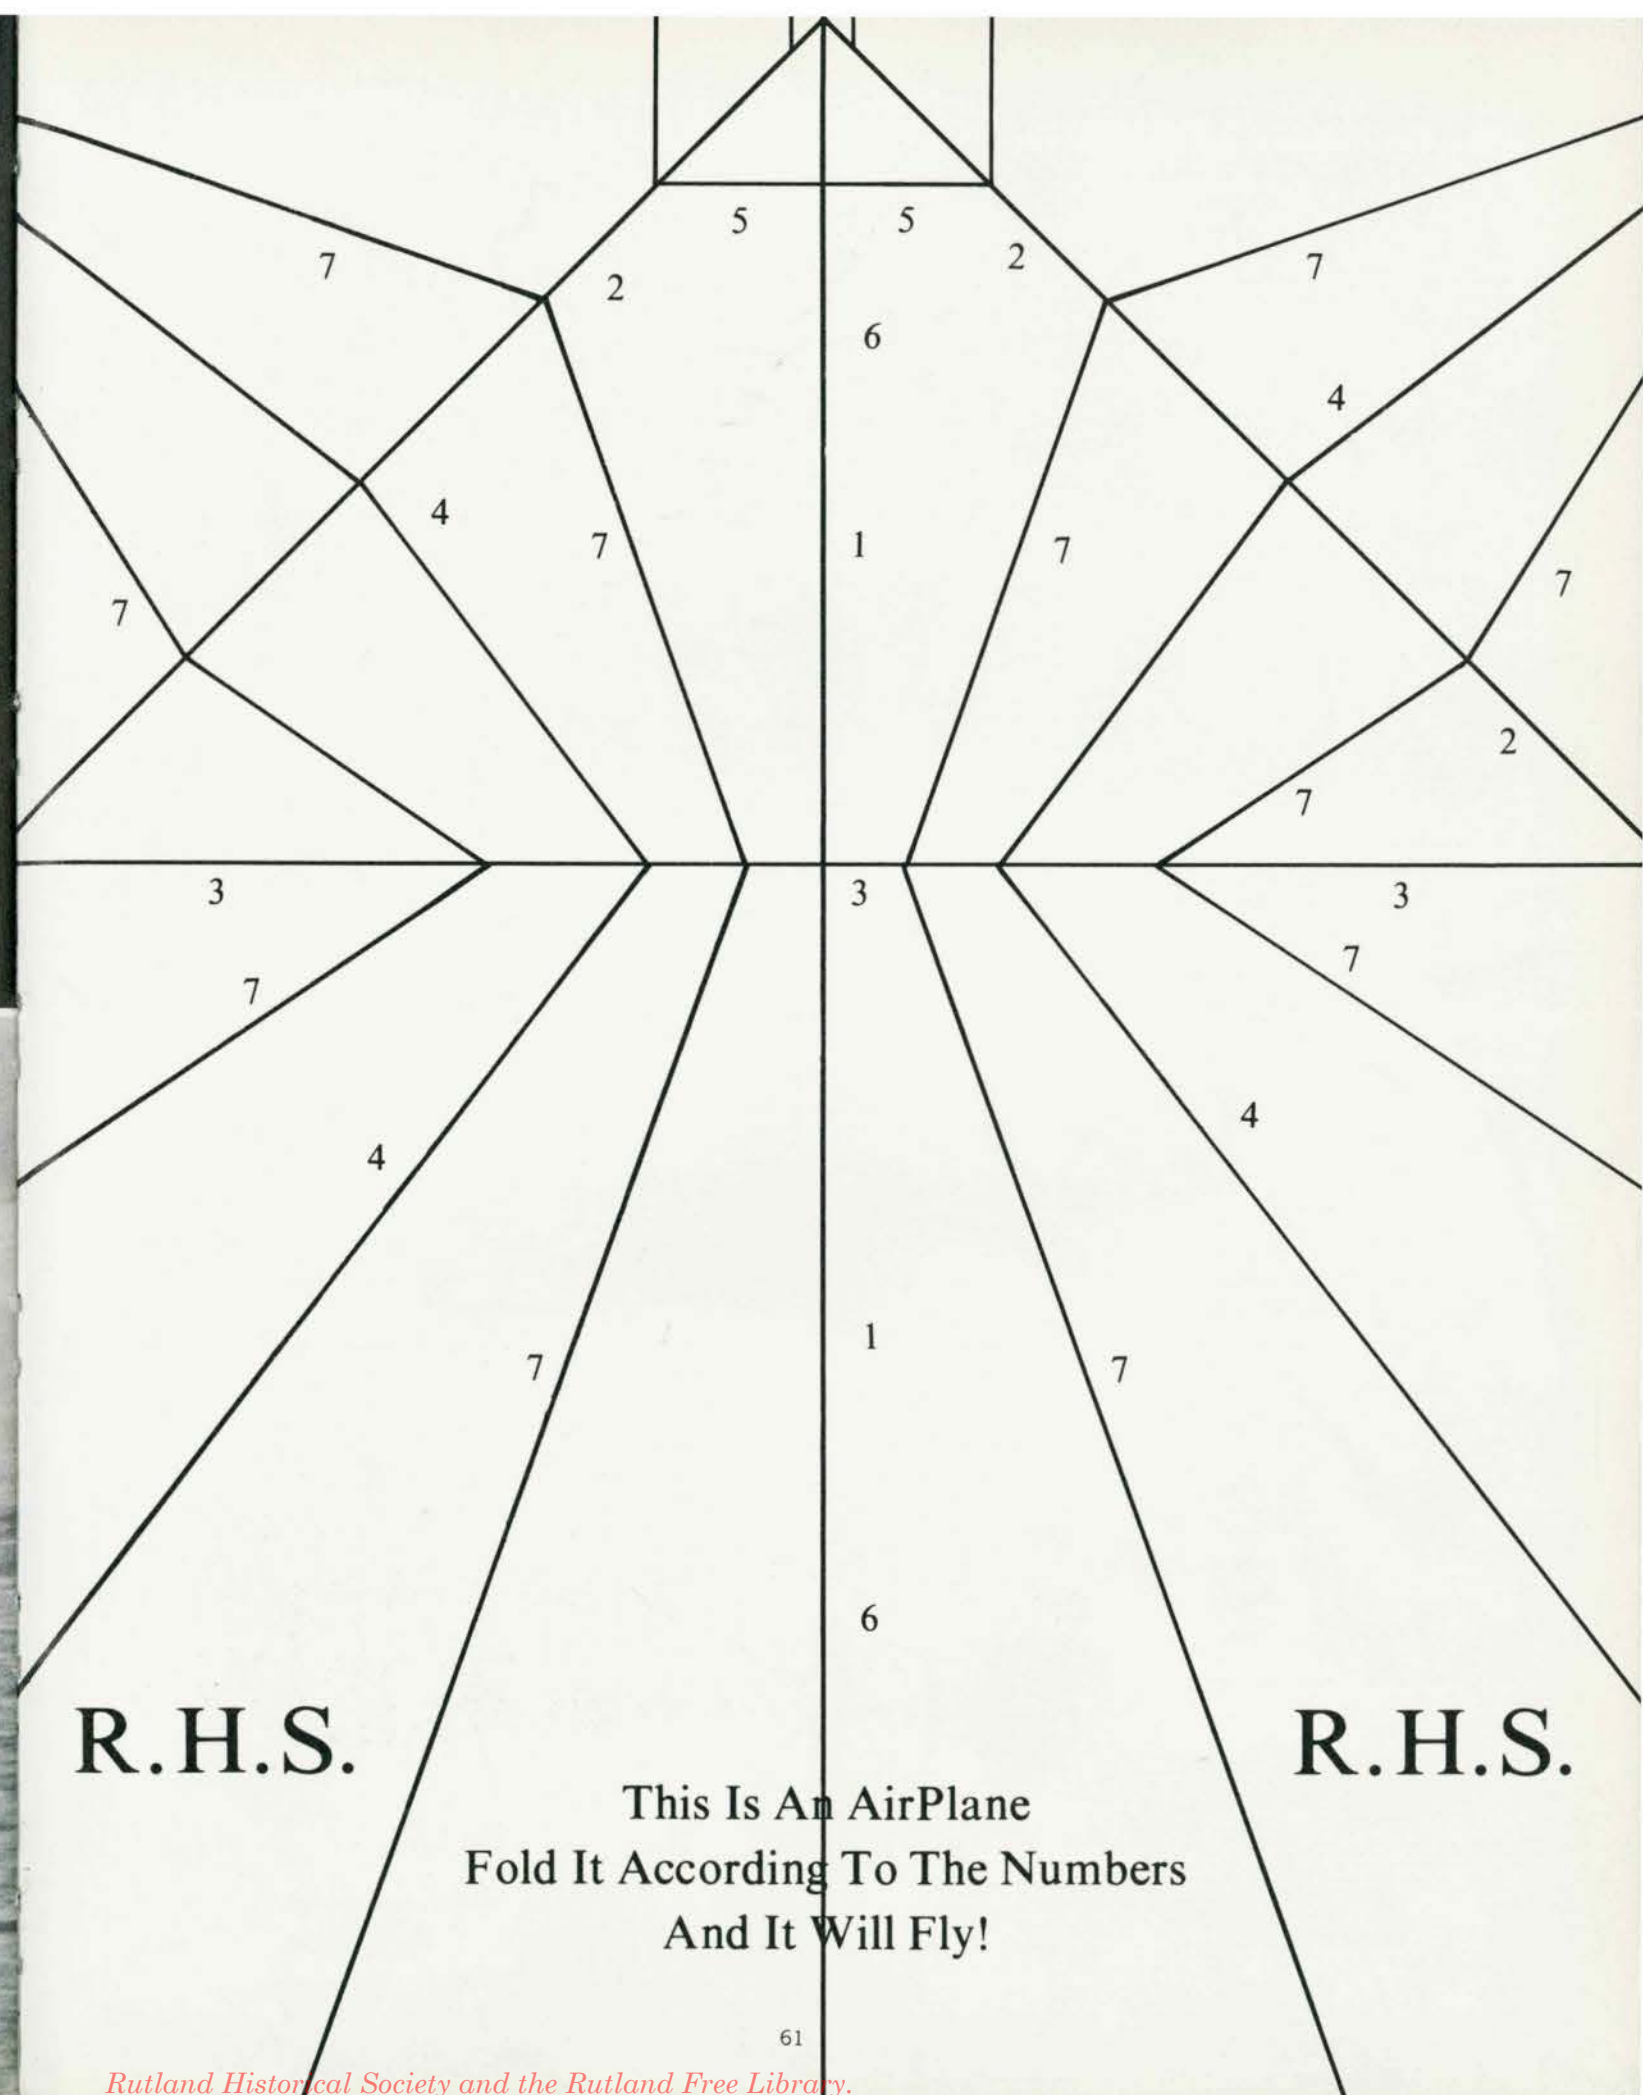 5 5
2
7 7
2
6
4
4
7 1 7
7
7
2
7
3 3 3
7
7
4
4
1
7 7
6
R.H.S. R.H.S.
This Is An AirPlane
Fold It According To The Numbers
And It Will Fly!
61
Rutland Historical Society and the Rutland Free Library.